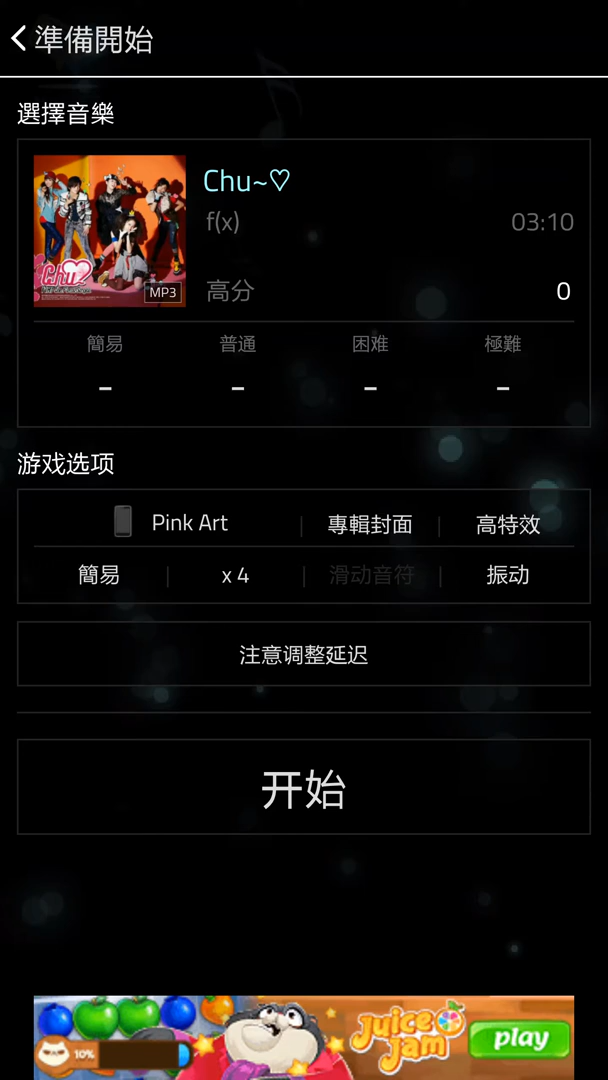 準備開始
選擇音樂
Chu~♡
f(x) 03:10
Chu~♡
MP3
高分 0
簡易 普通 困难 極難
- - - -
游戏选项
Pink Art | 專輯封面 | 高特效
簡易 | x 4 | 滑动音符 | 振动
注意调整延迟
开始
10%
Juice Jam
play